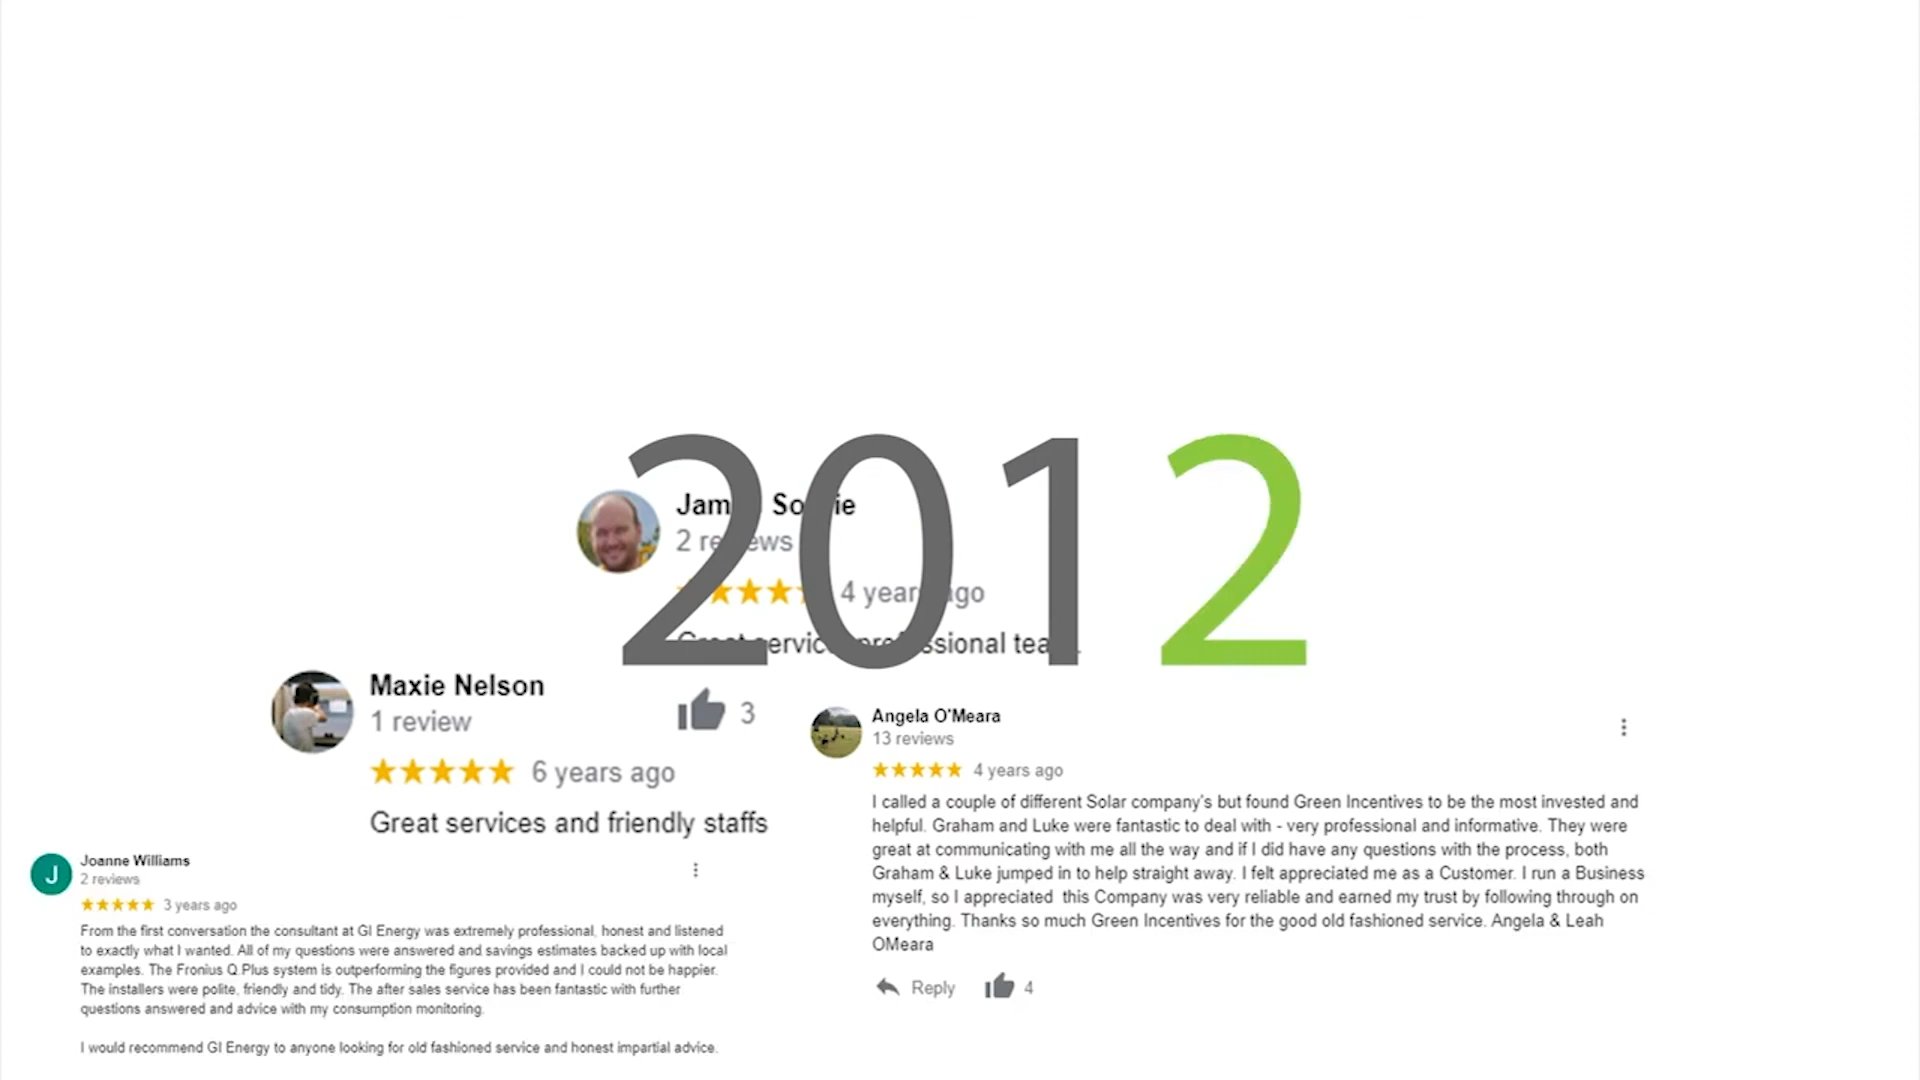 2012
2
4
Maxie Nelson
1 review
3
6 years ago
Great services and friendly staffs
Angela O'Meara
13 reviews
4 years ago
I called a couple of different Solar company's but found Green Incentives to be the most invested and
helpful. Graham and Luke were fantastic to deal with - very professional and informative. They were
great at communicating with me all the way and if I did have any questions with the process, both
Graham & Luke jumped in to help straight away. I felt appreciated me as a Customer. I run a Business
myself, so I appreciated this Company was very reliable and earned my trust by following through on
everything. Thanks so much Green Incentives for the good old fashioned service. Angela & Leah
OMeara
Reply 4
J
Joanne Williams
2 reviews
3 years ago
From the first conversation the consultant at GI Energy was extremely professional, honest and listened
to exactly what I wanted. All of my questions were answered and savings estimates backed up with local
examples. The Fronius Q Plus system is outperforming the figures provided and I could not be happier.
The installers were polite, friendly and tidy. The after sales service has been fantastic with further
questions answered and advice with my consumption monitoring.
I would recommend GI Energy to anyone looking for old fashioned service and honest impartial advice.